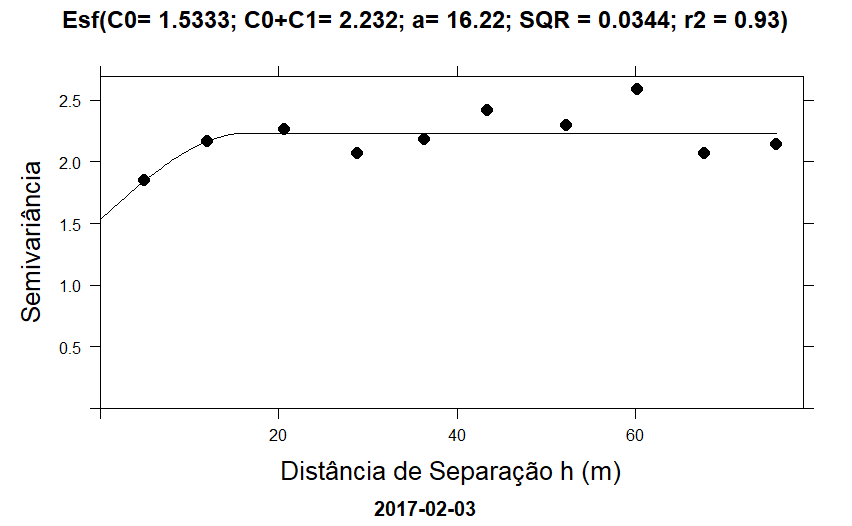 Esf(C0= 1.5333; C0+C1= 2.232; a= 16.22; SQR = 0.0344; r2 = 0.93)
Semivariância
2.5
2.0
1.5
1.0
0.5
20 40 60
Distância de Separação h (m)
2017-02-03